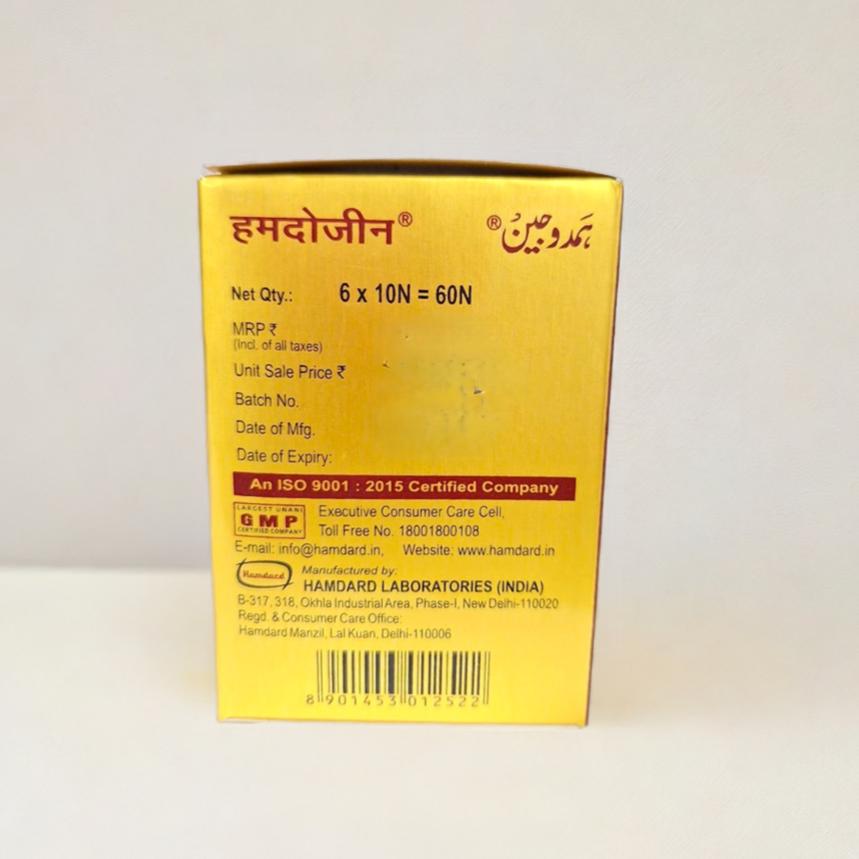 हमदोजीन®
ہمدوجین®
Net Qty.: 6 x 10N = 60N
MRP ₹
(Incl. of all taxes)
Unit Sale Price ₹
Batch No.
Date of Mfg.
Date of Expiry:
An ISO 9001 : 2015 Certified Company
LARGEST UNANI
GMP
CERTIFIED COMPANY
Executive Consumer Care Cell,
Toll Free No. 18001800108
E-mail: info@hamdard.in, Website: www.hamdard.in
Hamdard
Manufactured by:
HAMDARD LABORATORIES (INDIA)
B-317, 318, Okhla Industrial Area, Phase-I, New Delhi-110020
Regd. & Consumer Care Office:
Hamdard Manzil, Lal Kuan, Delhi-110006
8 901453 012522